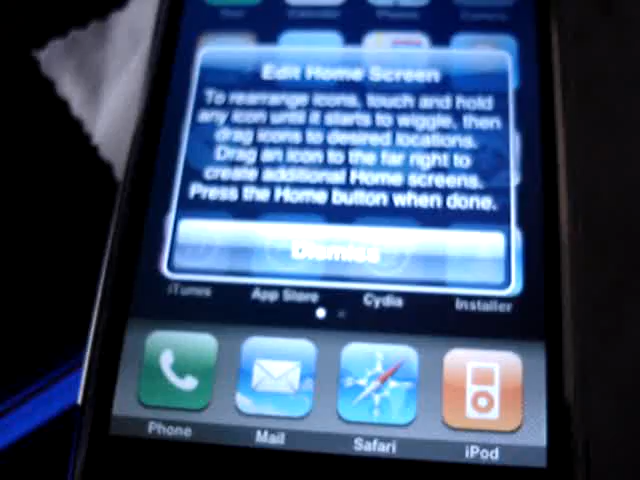 Edit Home Screen
To rearrange icons, touch and hold
any icon until it starts to wiggle, then
drag icons to desired locations.
Drag an icon to the far right to
create additional Home screens.
Press the Home button when done.
Dismiss
iTunes App Store Cydia Installer
Phone Mail Safari iPod